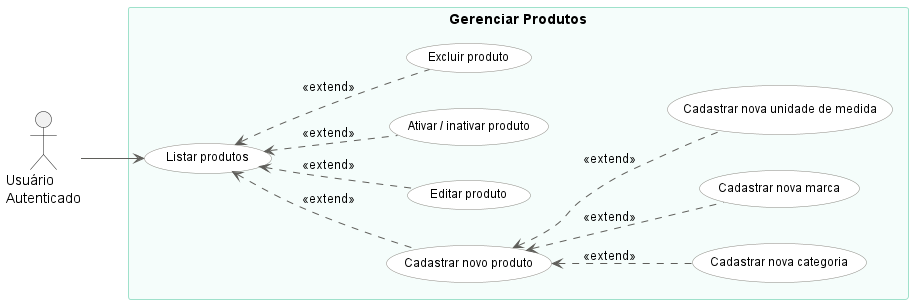 Gerenciar Produtos
Excluir produto
«extend»
Cadastrar nova unidade de medida
Ativar / inativar produto
«extend»
Listar produtos
«extend»
«extend»
Usuário
Autenticado
Editar produto
Cadastrar nova marca
«extend»
«extend»
Cadastrar novo produto
«extend»
Cadastrar nova categoria